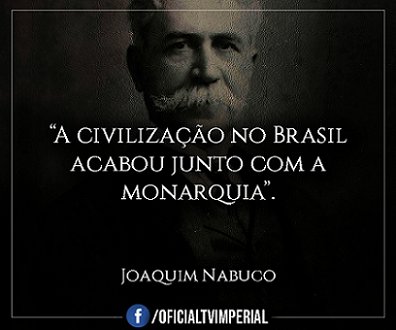 “A civilização no Brasil
acabou junto com a
monarquia”.
Joaquim Nabuco
f /OFICIALTVIMPERIAL